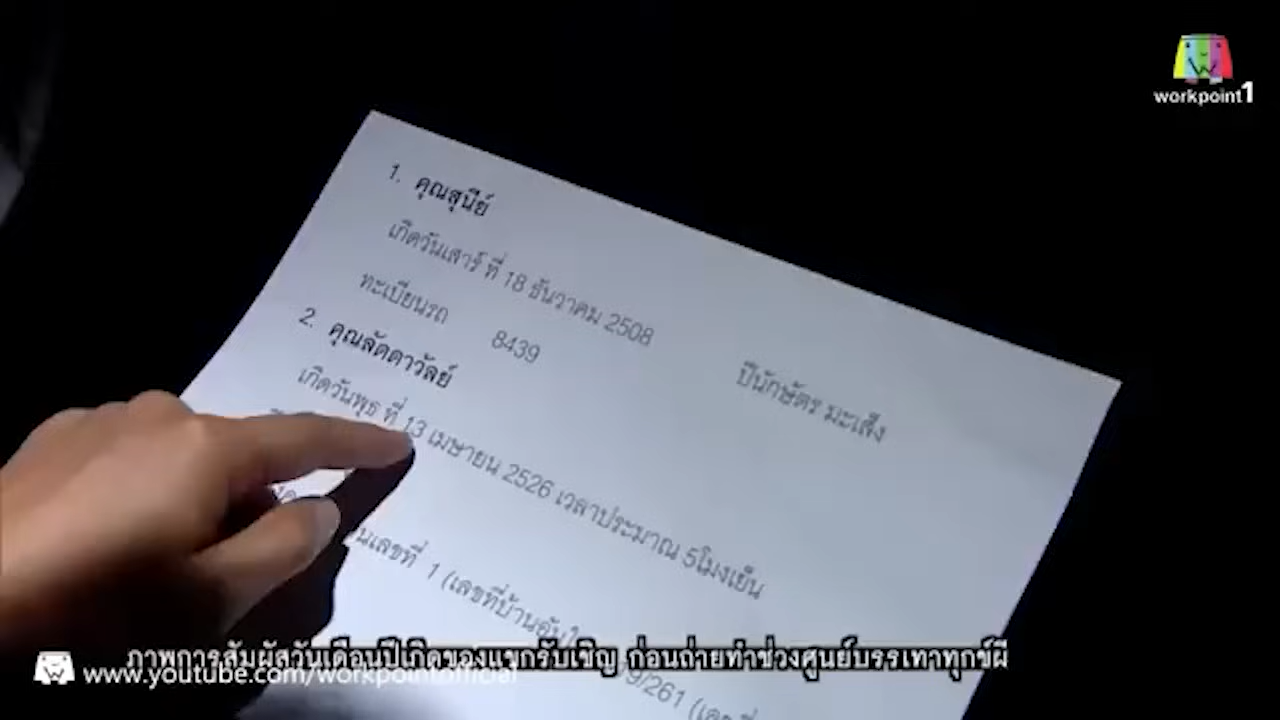 workpoint1
1. คุณสุนีย์
เกิดวันเสาร์ ที่ 18 ธันวาคม 2508
ปีนักษัตร มะเส็ง
ทะเบียนรถ 8439
2. คุณลัดดาวัลย์
เกิดวันพุธ ที่ 13 เมษายน 2526 เวลาประมาณ 5โมงเย็น
นเลขที่ 1 (เลขที่บ้านอัน
9/261 (เลขที่
ภาพการสัมผัสวันเดือนปีเกิดของแขกรับเชิญ ก่อนถ่ายทำช่วงศูนย์บรรเทาทุกข์ผี
www.youtube.com/workpointofficial